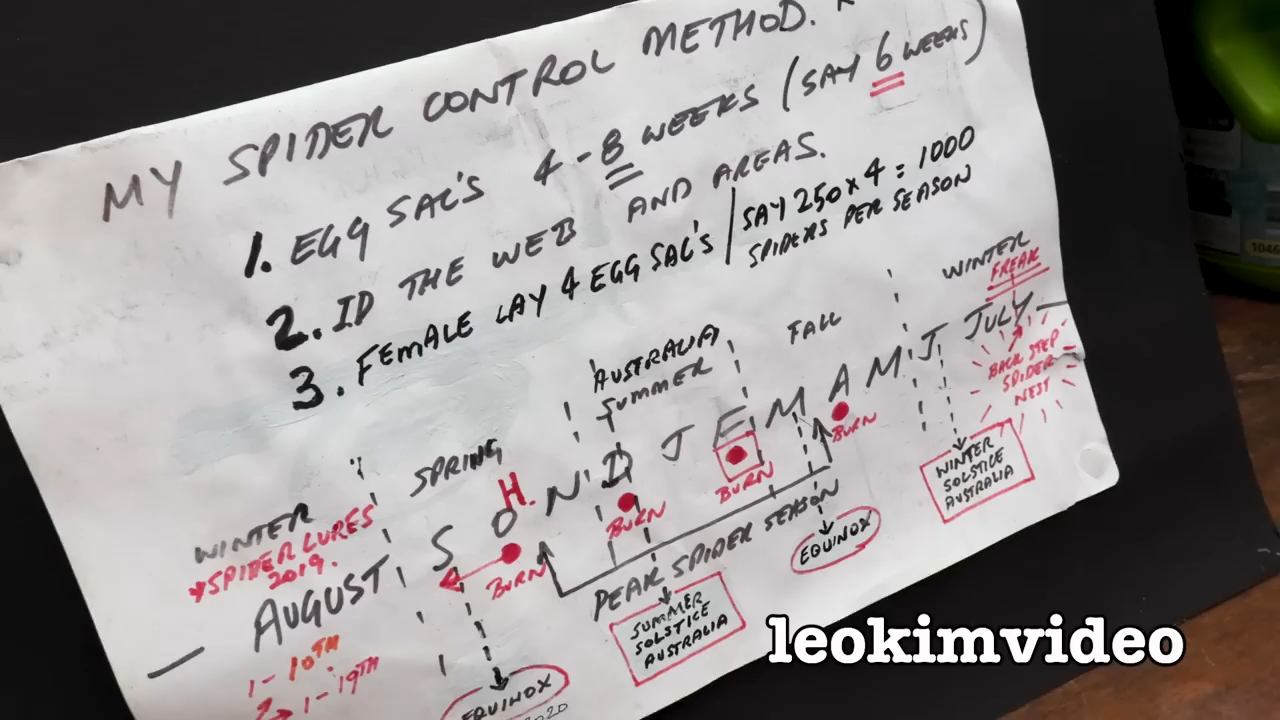 MY SPIDER CONTROL METHOD.
1. EGG SAC'S 4-8 WEEKS (SAY 6 WEEKS)
2. ID THE WEB AND AREAS.
3. FEMALE LAY 4 EGG SAC'S / SAY 250 x 4 = 1000
SPIDERS PER SEASON
WINTER
FREAK
BACK STEP
SPIDER
NEST
FALL
AUSTRALIA
SUMMER
SPRING
WINTER
SPIDER LURES
2019.
H.
— AUGUST S O N D J F M A M J JULY —
BURN
BURN
BURN
BURN
PEAK SPIDER SEASON
1-10TH
1-19TH
EQUINOX
2020
SUMMER
SOLSTICE
AUSTRALIA
EQUINOX
WINTER
SOLSTICE
AUSTRALIA
1046
leokimvideo